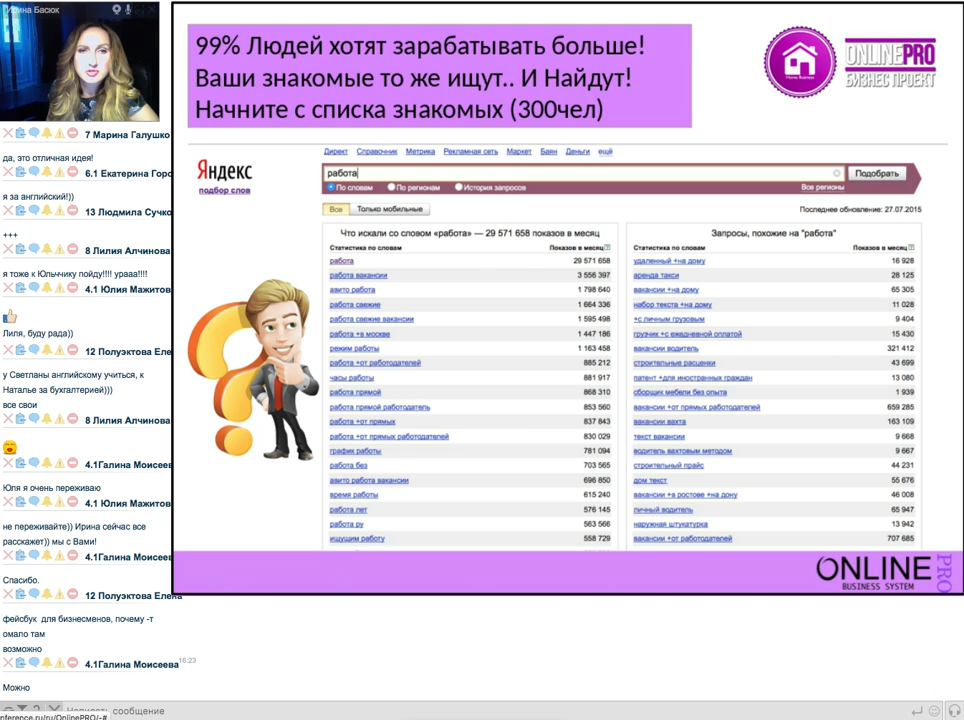 Ирина Басюк
7 Марина Галушко
да, это отличная идея!
6.1 Екатерина Горо
я за английский!))
13 Людмила Сучко
+++
8 Лилия Алчинова
я тоже к Юльчику пойду!!!! урааа!!!!
4.1 Юлия Мажитов
Лиля, буду рада))
12 Полуэктова Еле
у Светланы английскому учиться, к
Наталье за бухгалтерией)))
все свои
8 Лилия Алчинова
4.1Галина Моисеев
Юля я очень переживаю
4.1 Юлия Мажитов
не переживайте)) Ирина сейчас все
расскажет)) мы с Вами!
4.1Галина Моисеев
Спасибо.
12 Полуэктова Елена
фейсбук для бизнесменов, почему -т
омало там
возможно
4.1Галина Моисеева 16:23
Можно
Написать сообщение
nference.ru/ru/OnlinePRO/-#
99% Людей хотят зарабатывать больше!
Ваши знакомые то же ищут.. И Найдут!
Начните с списка знакомых (300чел)
Home Business
ONLINEPRO
БИЗНЕС ПРОЕКТ
Директ Справочник Метрика Рекламная сеть Маркет Баян Деньги ещё
Яндекс
подбор слов
работа
Подобрать
По словам По регионам История запросов Все регионы
Все Только мобильные Последнее обновление: 27.07.2015
Что искали со словом «работа» — 29 571 658 показов в месяц
Статистика по словам Показов в месяц ?
работа 29 571 658
работа вакансии 3 556 397
авито работа 1 798 640
работа свежие 1 664 336
работа свежие вакансии 1 595 498
работа +в москве 1 447 186
режим работы 1 163 458
работа +от работодателей 885 212
часы работы 881 917
работа прямой 868 310
работа прямой работодатель 853 560
работа +от прямых 837 843
работа +от прямых работодателей 830 029
график работы 781 094
работа без 703 565
авито работа вакансии 696 850
время работы 615 240
работа лет 576 145
работа ру 563 566
ищущим работу 558 729
Запросы, похожие на "работа"
Статистика по словам Показов в месяц ?
удаленный +на дому 16 928
аренда такси 28 125
вакансии +на дому 65 305
набор текста +на дому 11 028
+с личным грузовым 9 404
грузчик +с ежедневной оплатой 15 430
вакансии водитель 321 412
строительные расценки 43 699
патент +для иностранных граждан 13 080
сборщик мебели без опыта 1 939
вакансии +от прямых работодателей 659 285
вакансии вахта 163 109
текст вакансии 9 668
водитель вахтовым методом 9 667
строительный прайс 44 231
дом текст 55 676
вакансии +в ростове +на дону 46 008
личный водитель 65 947
наружная штукатурка 13 942
вакансии +от работодателей 707 685
ONLINE PRO
BUSINESS SYSTEM